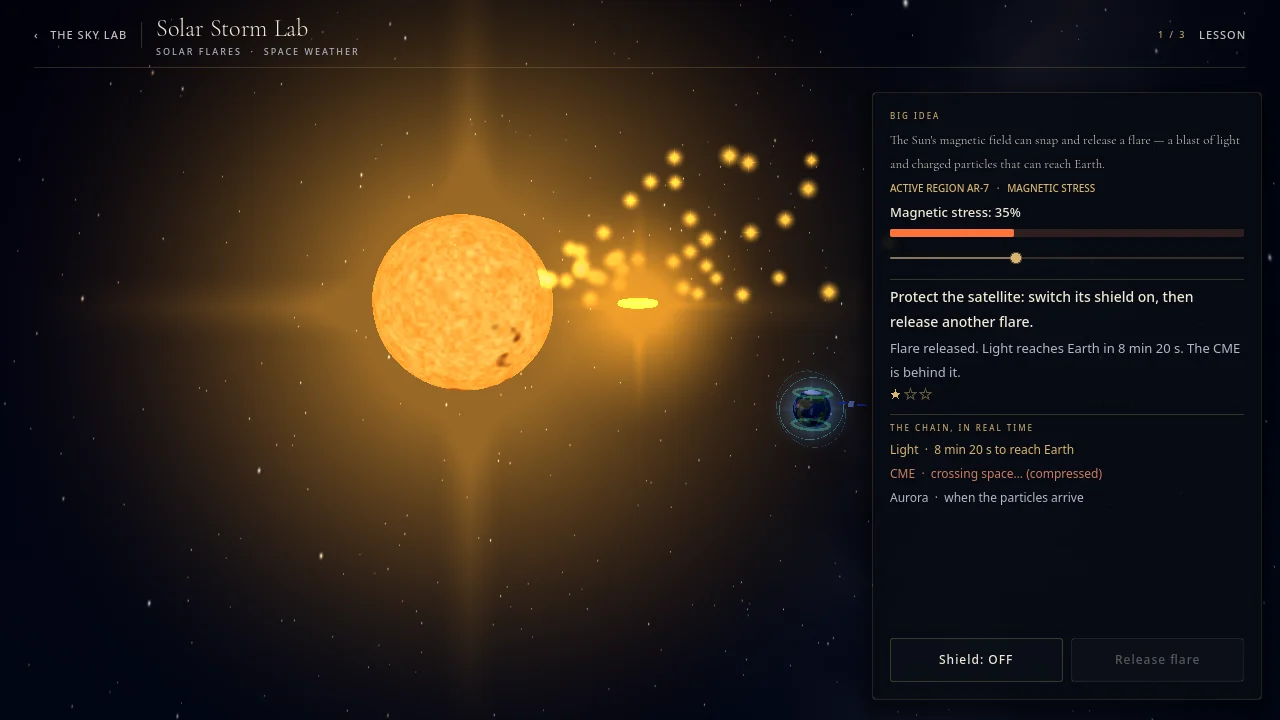 ‹ THE SKY LAB
Solar Storm Lab
SOLAR FLARES · SPACE WEATHER
1 / 3 LESSON
BIG IDEA
The Sun's magnetic field can snap and release a flare — a blast of light
and charged particles that can reach Earth.
ACTIVE REGION AR-7 · MAGNETIC STRESS
Magnetic stress: 35%
Protect the satellite: switch its shield on, then
release another flare.
Flare released. Light reaches Earth in 8 min 20 s. The CME
is behind it.
★☆☆
THE CHAIN, IN REAL TIME
Light · 8 min 20 s to reach Earth
CME · crossing space... (compressed)
Aurora · when the particles arrive
Shield: OFF
Release flare